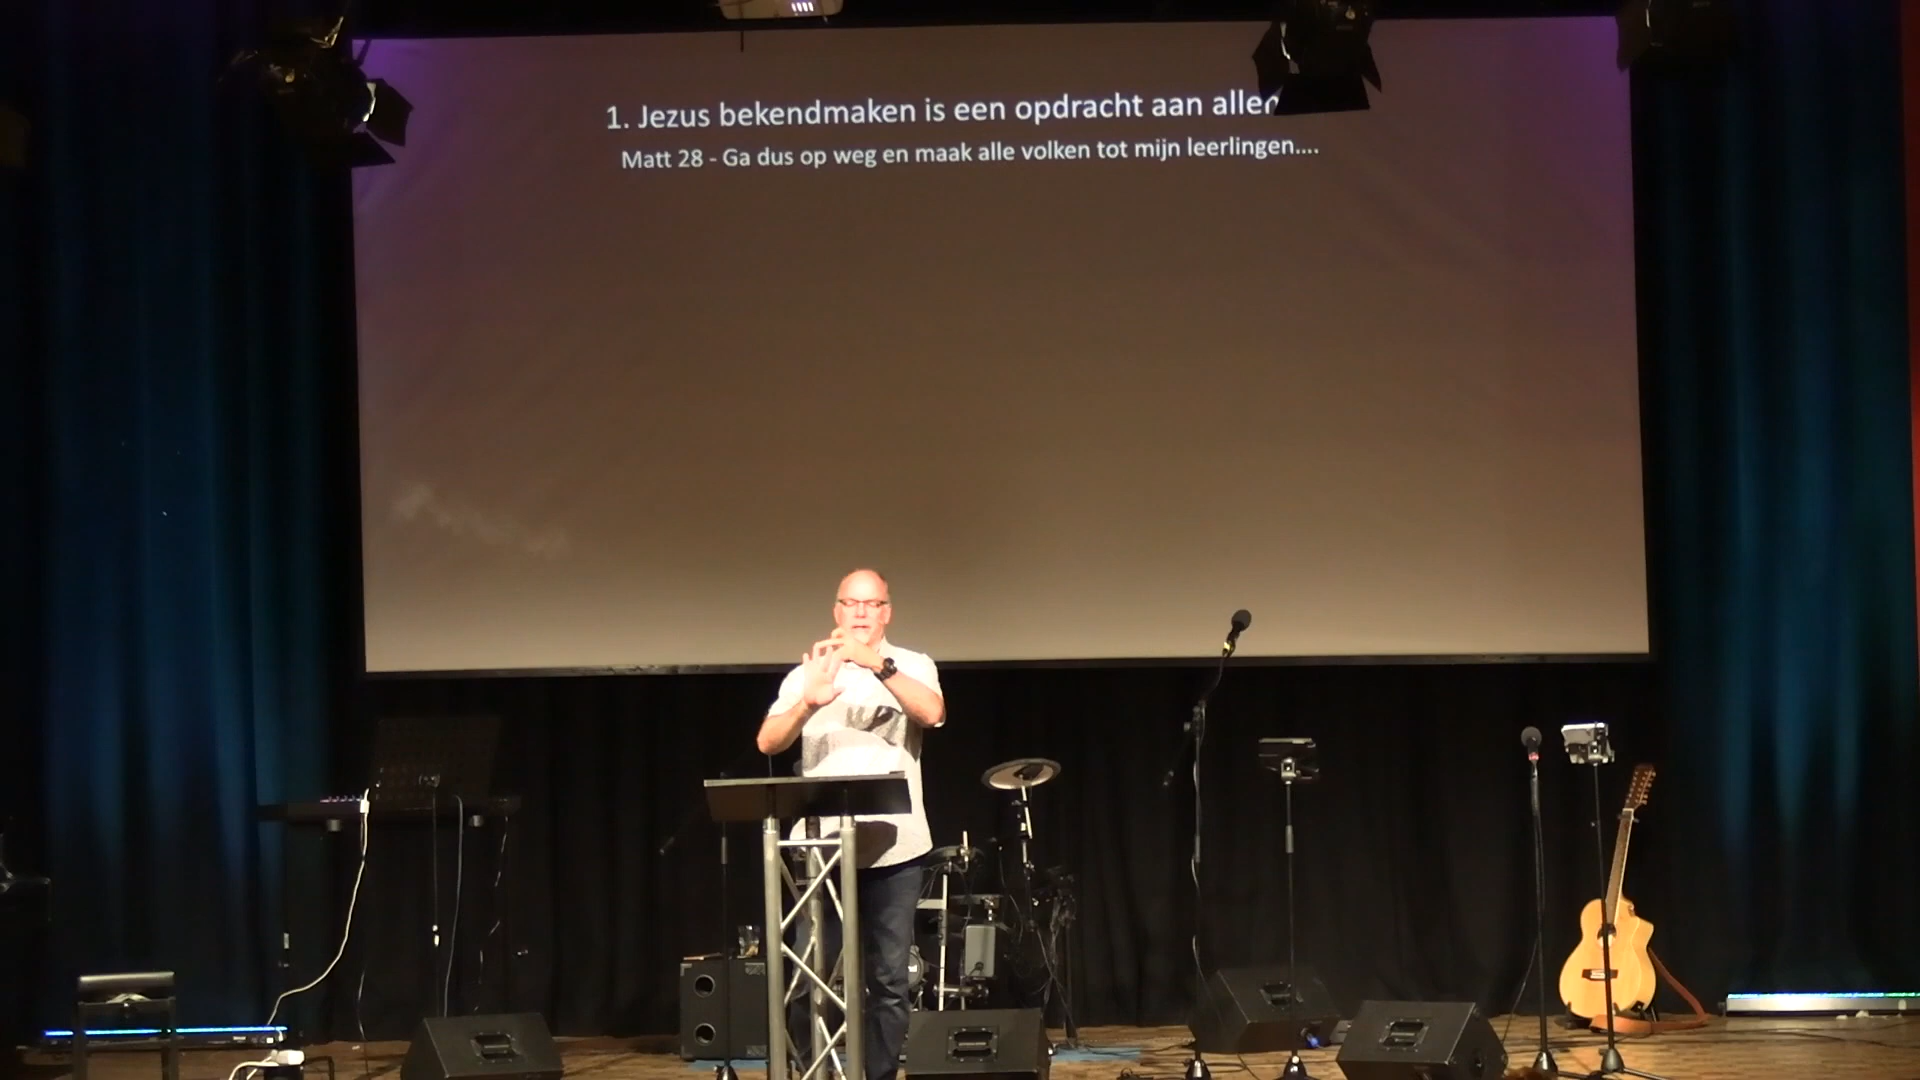 1. Jezus bekendmaken is een opdracht aan allen
Matt 28 - Ga dus op weg en maak alle volken tot mijn leerlingen....